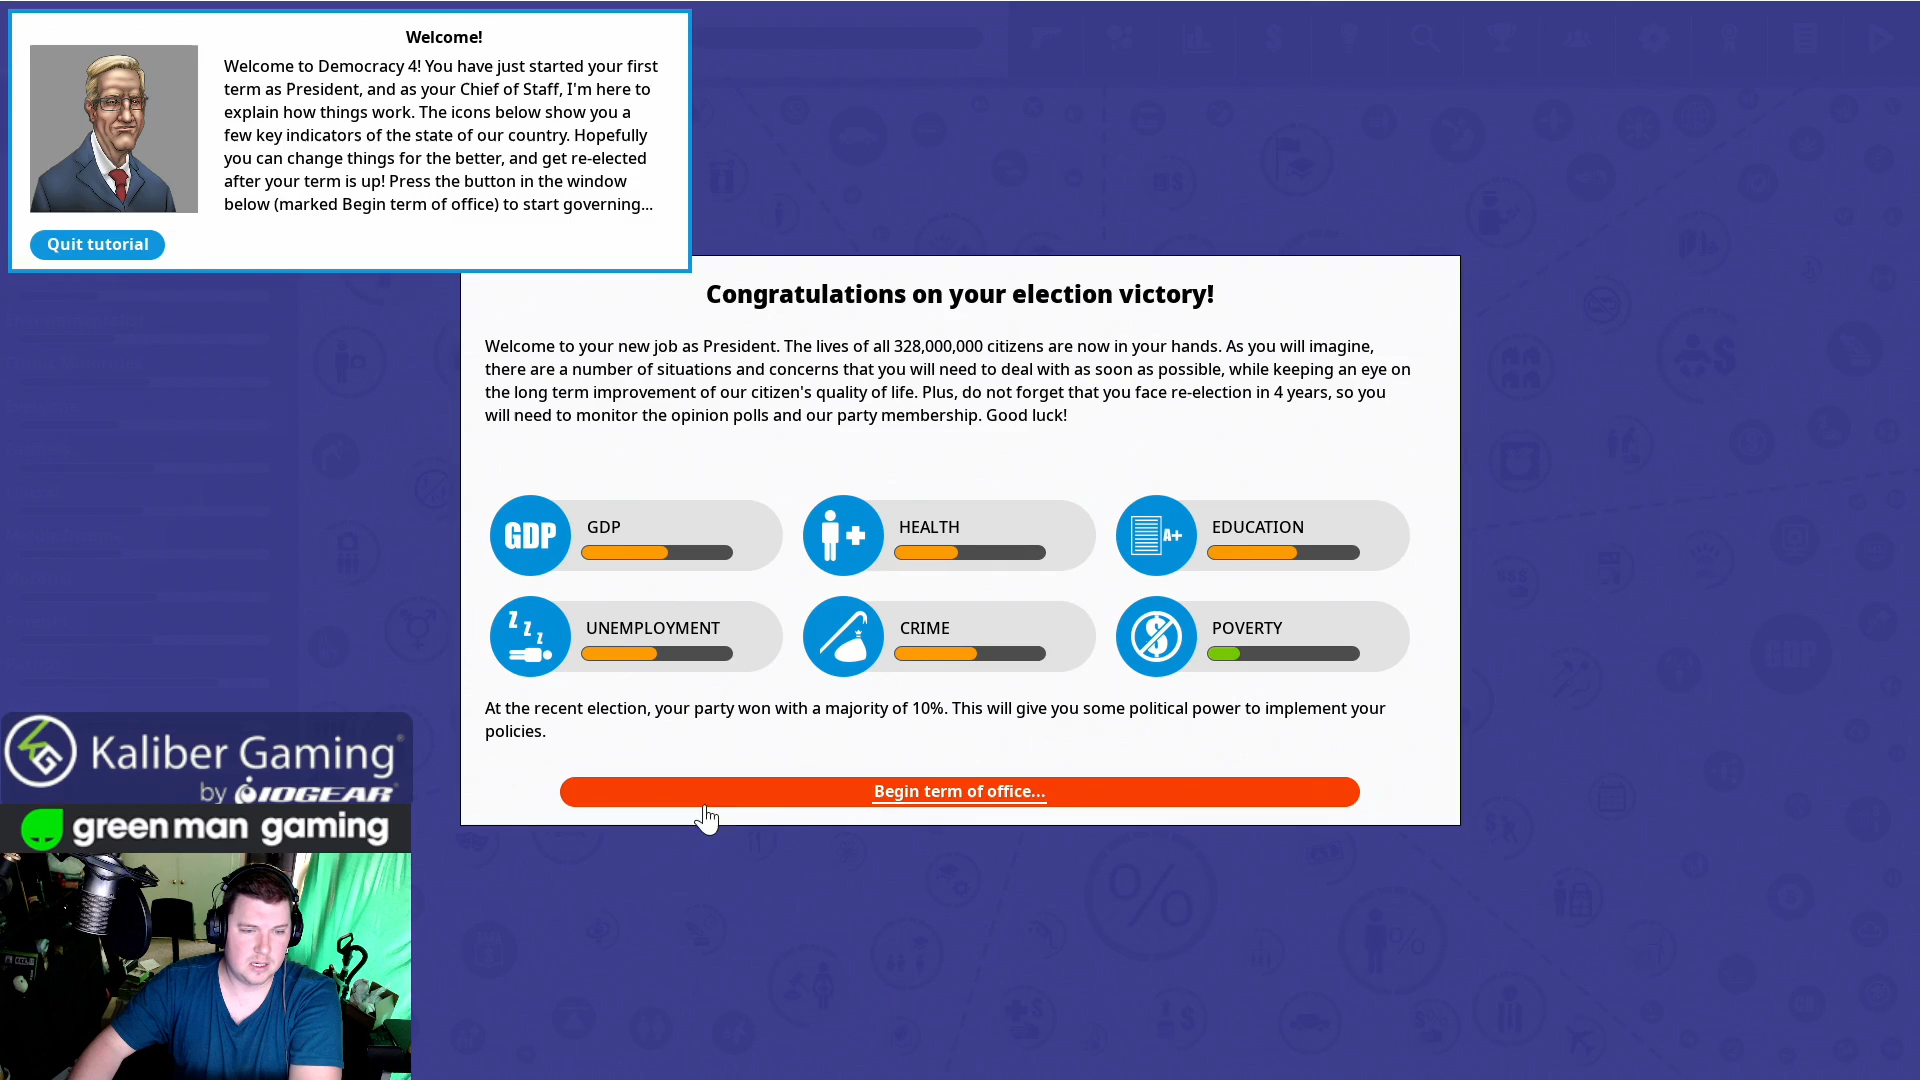 Welcome!
Welcome to Democracy 4! You have just started your first
term as President, and as your Chief of Staff, I'm here to
explain how things work. The icons below show you a
few key indicators of the state of our country. Hopefully
you can change things for the better, and get re-elected
after your term is up! Press the button in the window
below (marked Begin term of office) to start governing...
Quit tutorial
Congratulations on your election victory!
Welcome to your new job as President. The lives of all 328,000,000 citizens are now in your hands. As you will imagine,
there are a number of situations and concerns that you will need to deal with as soon as possible, while keeping an eye on
the long term improvement of our citizen's quality of life. Plus, do not forget that you face re-election in 4 years, so you
will need to monitor the opinion polls and our party membership. Good luck!
GDP GDP
HEALTH
A+ EDUCATION
Z Z Z UNEMPLOYMENT
CRIME
$ POVERTY
At the recent election, your party won with a majority of 10%. This will give you some political power to implement your
policies.
Begin term of office...
Kaliber Gaming®
by IOGEAR
green man gaming
GDP
%